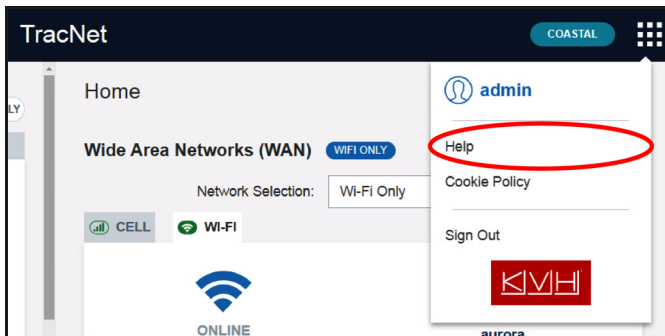 TracNet
COASTAL
LY
Home
admin
Wide Area Networks (WAN) WIFI ONLY
Help
Network Selection: Wi-Fi Only
Cookie Policy
CELL WI-FI
Sign Out
KVH
ONLINE
aurora